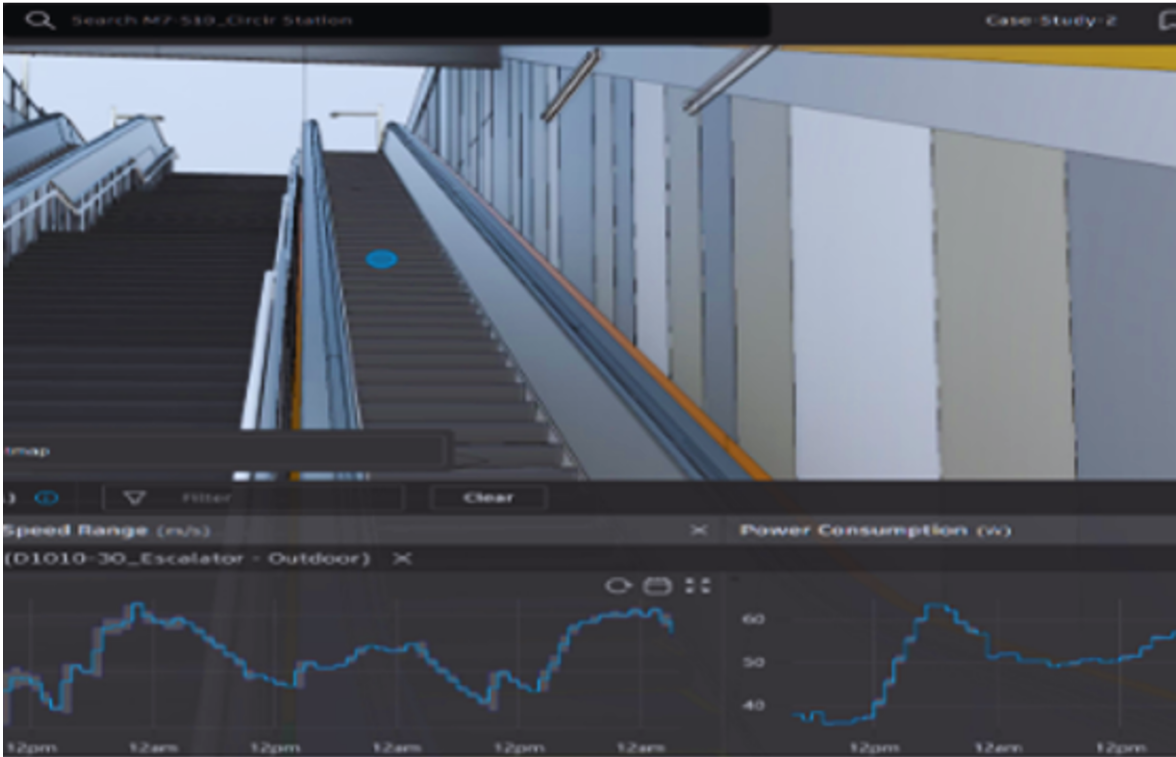 Search M7-S10_Circlr Station
Case-Study-2
tmap
Filter
Clear
Speed Range (m/s)
Power Consumption (W)
(D1010-30_Escalator - Outdoor)
60
50
40
12pm 12am 12pm 12am 12pm 12am
12pm 12am 12pm